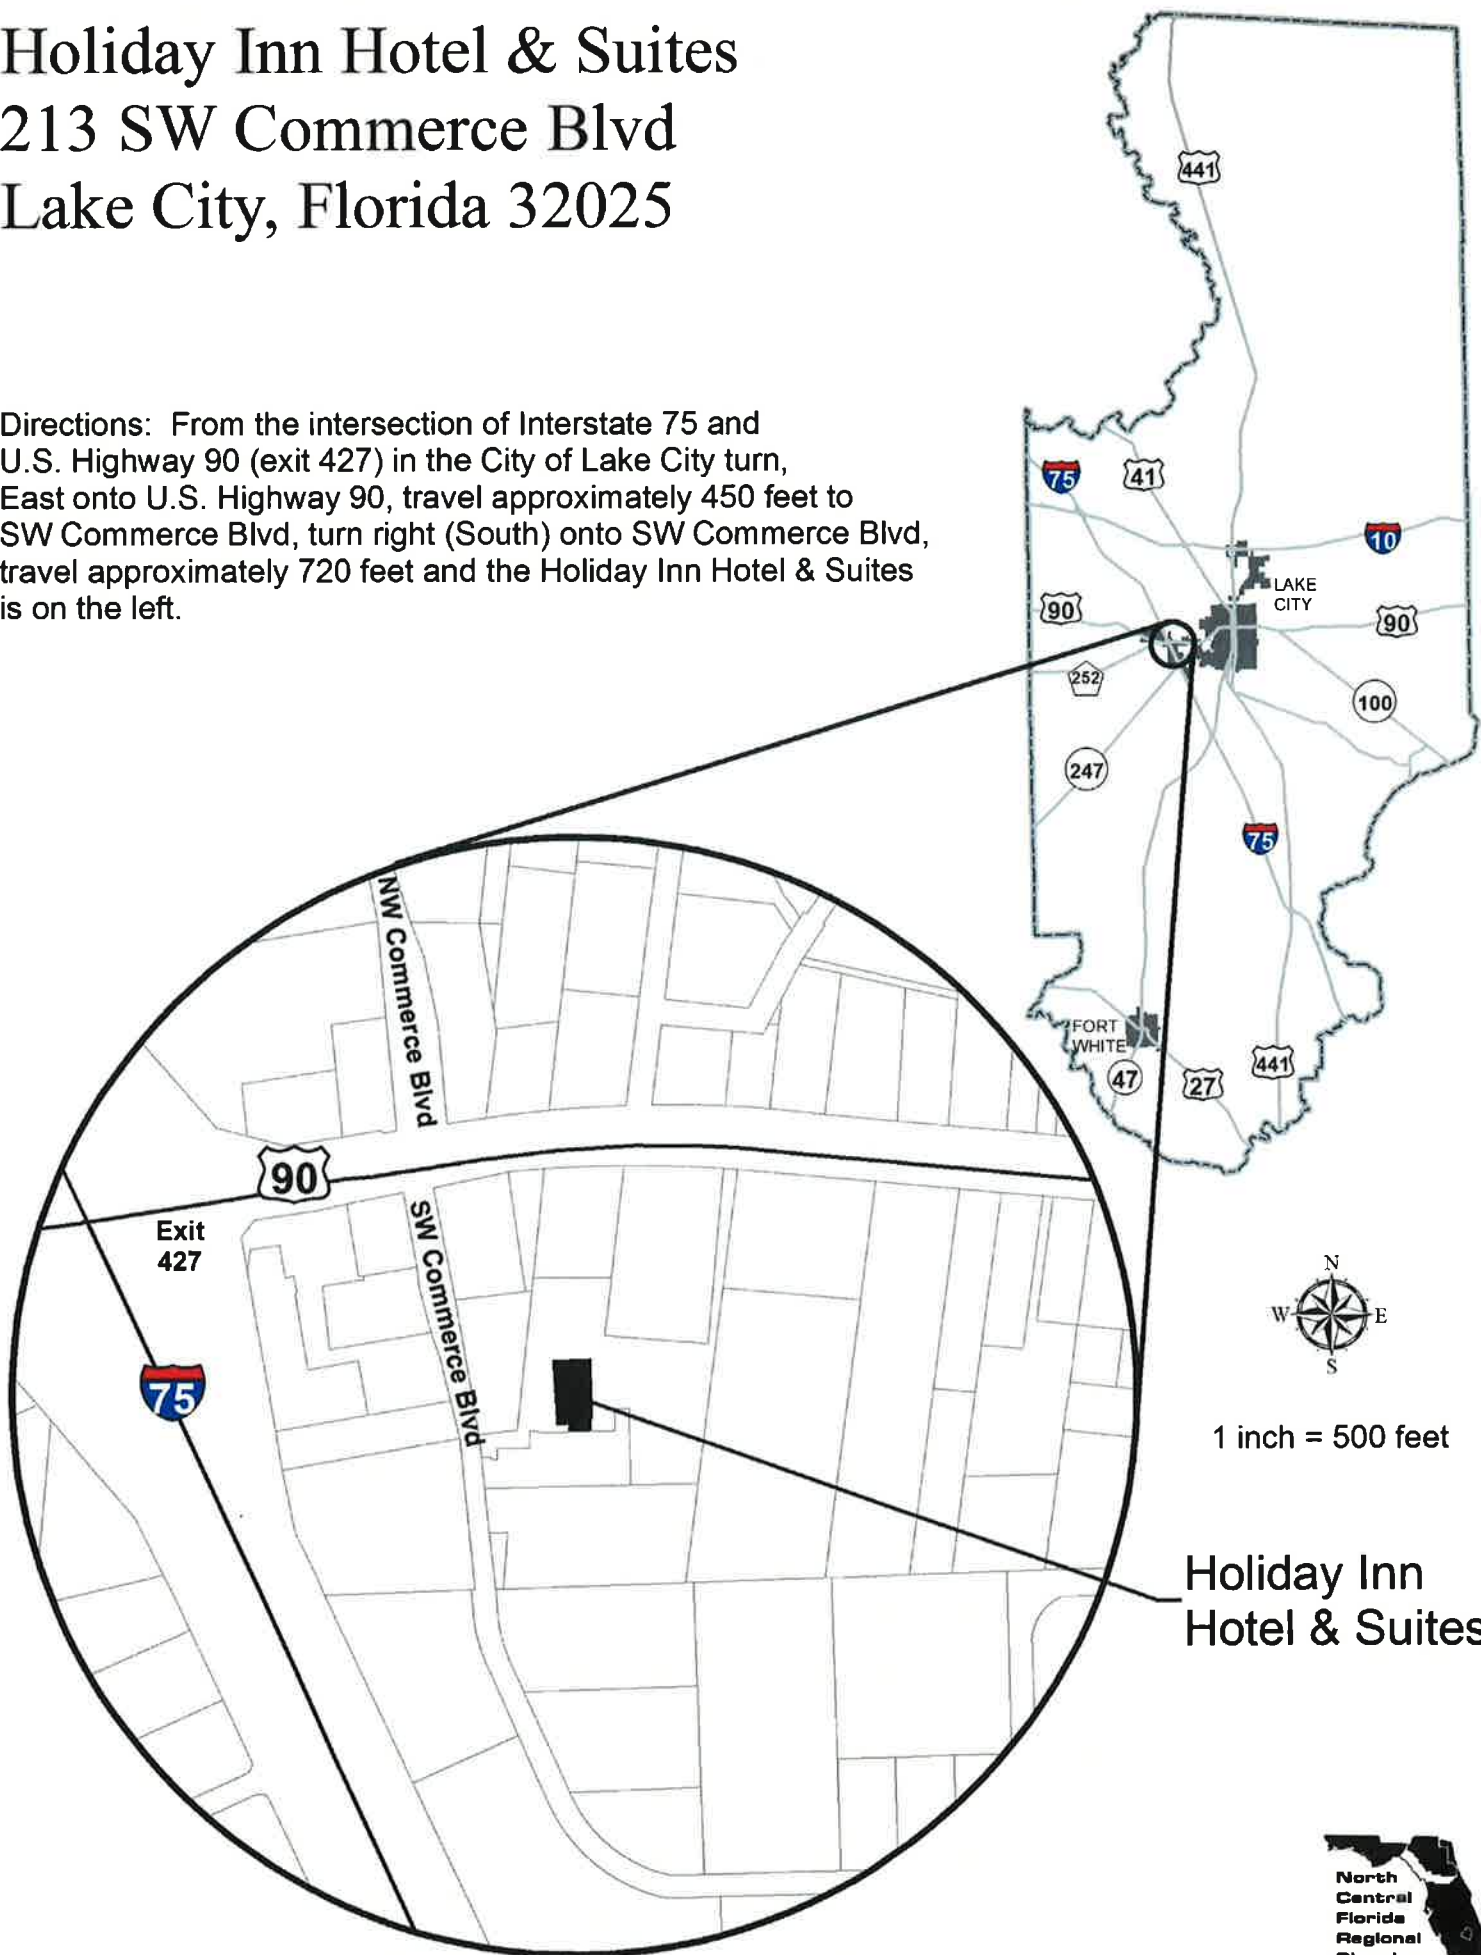 Holiday Inn Hotel & Suites
213 SW Commerce Blvd
Lake City, Florida 32025
Directions: From the intersection of Interstate 75 and
U.S. Highway 90 (exit 427) in the City of Lake City turn,
East onto U.S. Highway 90, travel approximately 450 feet to
SW Commerce Blvd, turn right (South) onto SW Commerce Blvd,
travel approximately 720 feet and the Holiday Inn Hotel & Suites
is on the left.
441
75
41
10
LAKE
CITY
90
90
252
100
247
75
FORT
WHITE
47
27
441
NW Commerce Blvd
90
Exit
427
SW Commerce Blvd
75
N
W
E
S
1 inch = 500 feet
Holiday Inn
Hotel & Suites
North
Central
Florida
Regional